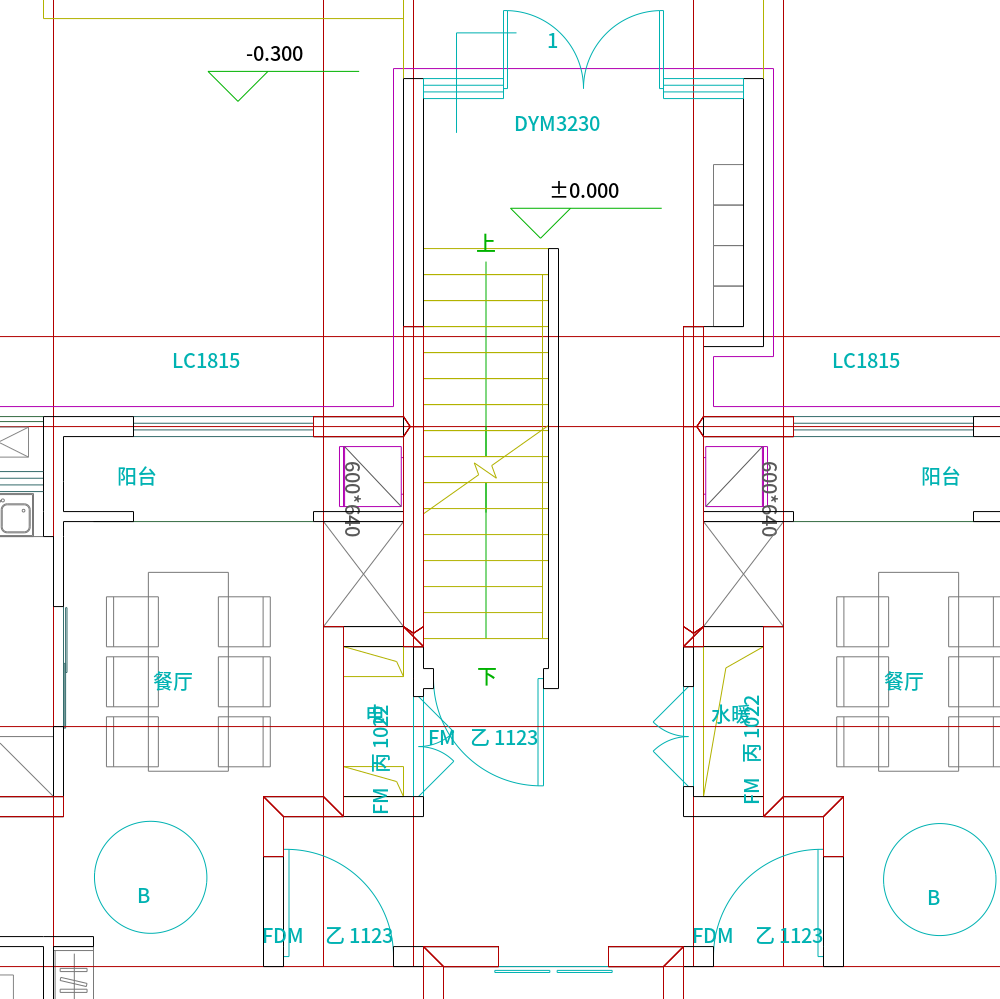 1
-0.300
DYM3230
±0.000
上
LC1815
LC1815
阳台
600*640
600*640
阳台
餐厅
下
餐厅
电
水暖
FM 丙 1022
FM 乙 1123
FM 丙 1022
B
B
FDM 乙 1123
FDM 乙 1123